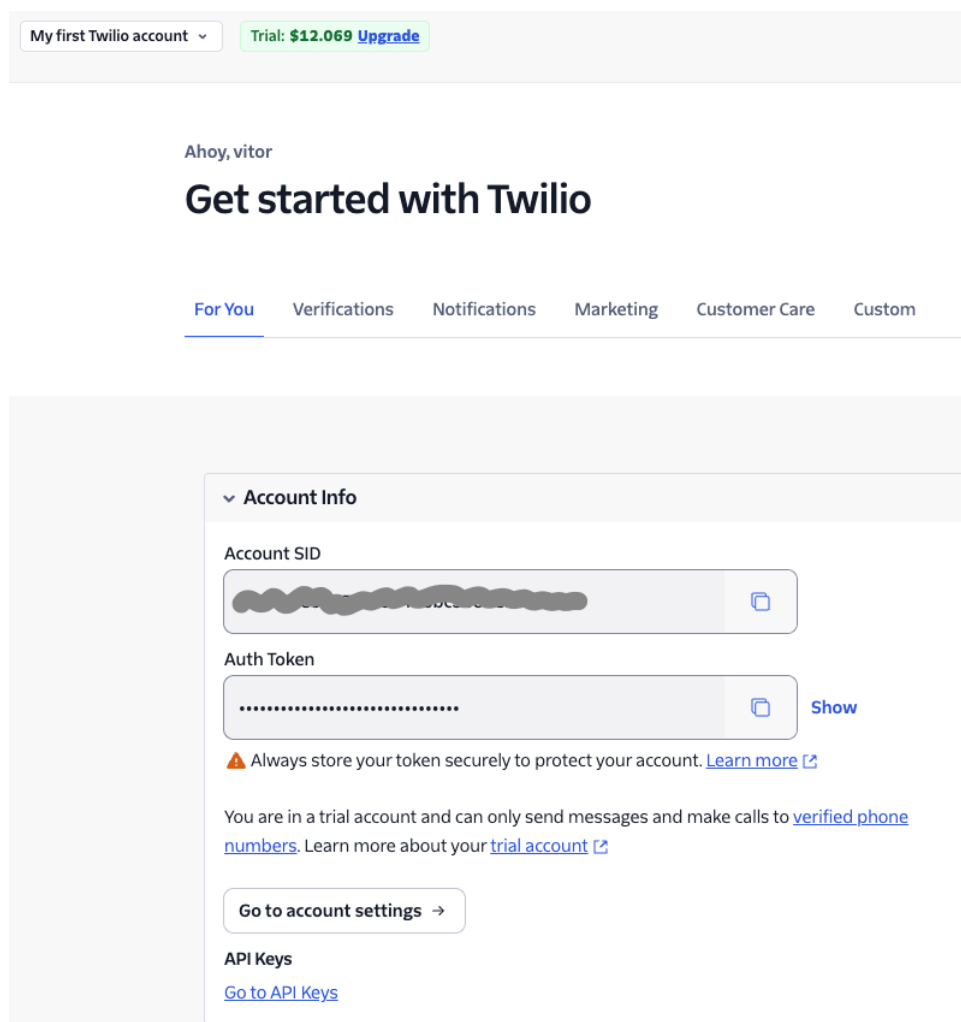 My first Twilio account
Trial: $12.069 Upgrade
Ahoy, vitor
Get started with Twilio
For You Verifications Notifications Marketing Customer Care Custom
Account Info
Account SID
Auth Token
••••••••••••••••••••••••••••••••
Show
Always store your token securely to protect your account. Learn more
You are in a trial account and can only send messages and make calls to verified phone
numbers. Learn more about your trial account
Go to account settings →
API Keys
Go to API Keys